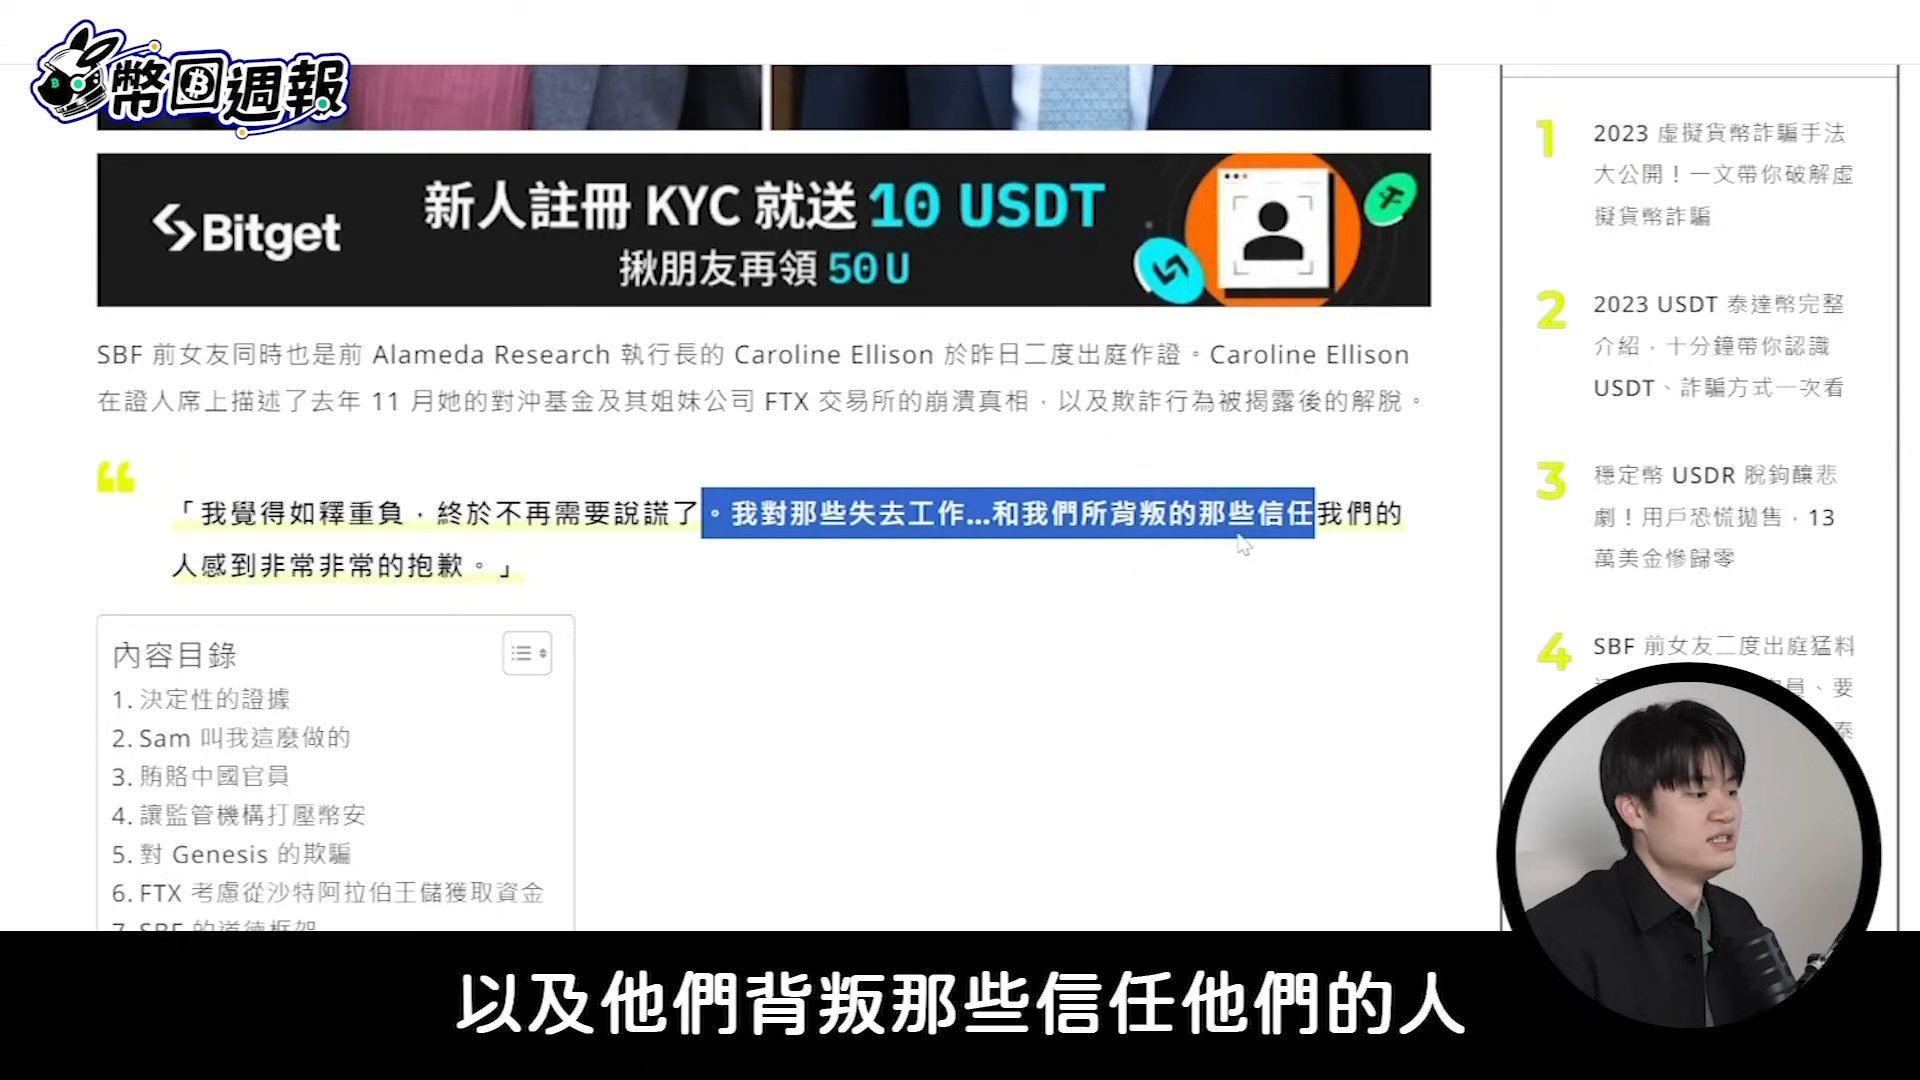 幣回週報
Bitget
新人註冊 KYC 就送 10 USDT
揪朋友再領 50 U
SBF 前女友同時也是前 Alameda Research 執行長的 Caroline Ellison 於昨日二度出庭作證。Caroline Ellison
在證人席上描述了去年 11 月她的對沖基金及其姐妹公司 FTX 交易所的崩潰真相，以及欺詐行為被揭露後的解脫。
「我覺得如釋重負，終於不再需要說謊了。我對那些失去工作...和我們所背叛的那些信任我們的
人感到非常非常的抱歉。」
內容目錄
1. 決定性的證據
2. Sam 叫我這麼做的
3. 賄賂中國官員
4. 讓監管機構打壓幣安
5. 對 Genesis 的欺騙
6. FTX 考慮從沙特阿拉伯王儲獲取資金
7. SBF 的道德框架
1
2023 虛擬貨幣詐騙手法
大公開！一文帶你破解虛
擬貨幣詐騙
2
2023 USDT 泰達幣完整
介紹，十分鐘帶你認識
USDT、詐騙方式一次看
3
穩定幣 USDR 脫鉤釀悲
劇！用戶恐慌拋售，13
萬美金慘歸零
4
SBF 前女友二度出庭猛料
員、要
泰
以及他們背叛那些信任他們的人